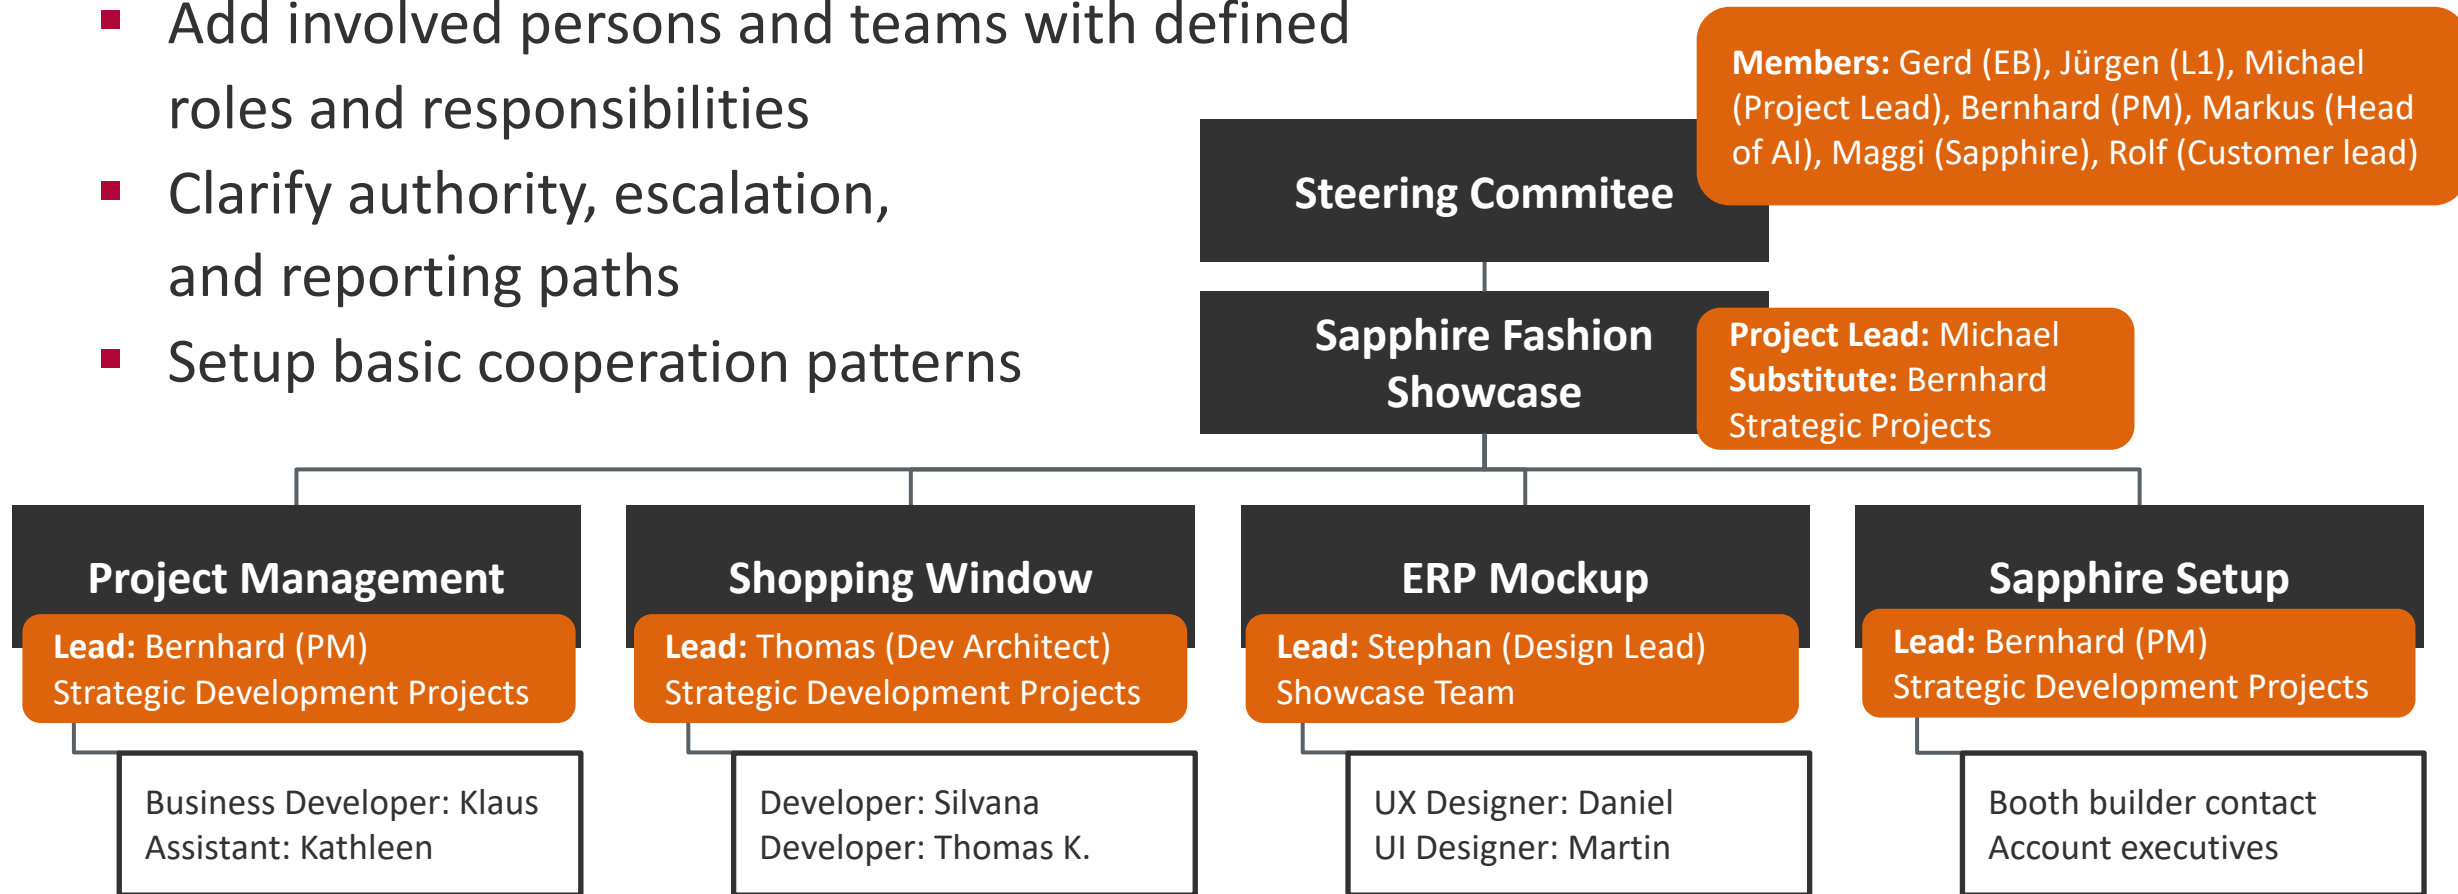 ▪ Add involved persons and teams with defined
roles and responsibilities
▪ Clarify authority, escalation,
and reporting paths
▪ Setup basic cooperation patterns
Members: Gerd (EB), Jürgen (L1), Michael
(Project Lead), Bernhard (PM), Markus (Head
of AI), Maggi (Sapphire), Rolf (Customer lead)
Steering Commitee
Sapphire Fashion
Showcase
Project Lead: Michael
Substitute: Bernhard
Strategic Projects
Project Management
Lead: Bernhard (PM)
Strategic Development Projects
Business Developer: Klaus
Assistant: Kathleen
Shopping Window
Lead: Thomas (Dev Architect)
Strategic Development Projects
Developer: Silvana
Developer: Thomas K.
ERP Mockup
Lead: Stephan (Design Lead)
Showcase Team
UX Designer: Daniel
UI Designer: Martin
Sapphire Setup
Lead: Bernhard (PM)
Strategic Development Projects
Booth builder contact
Account executives